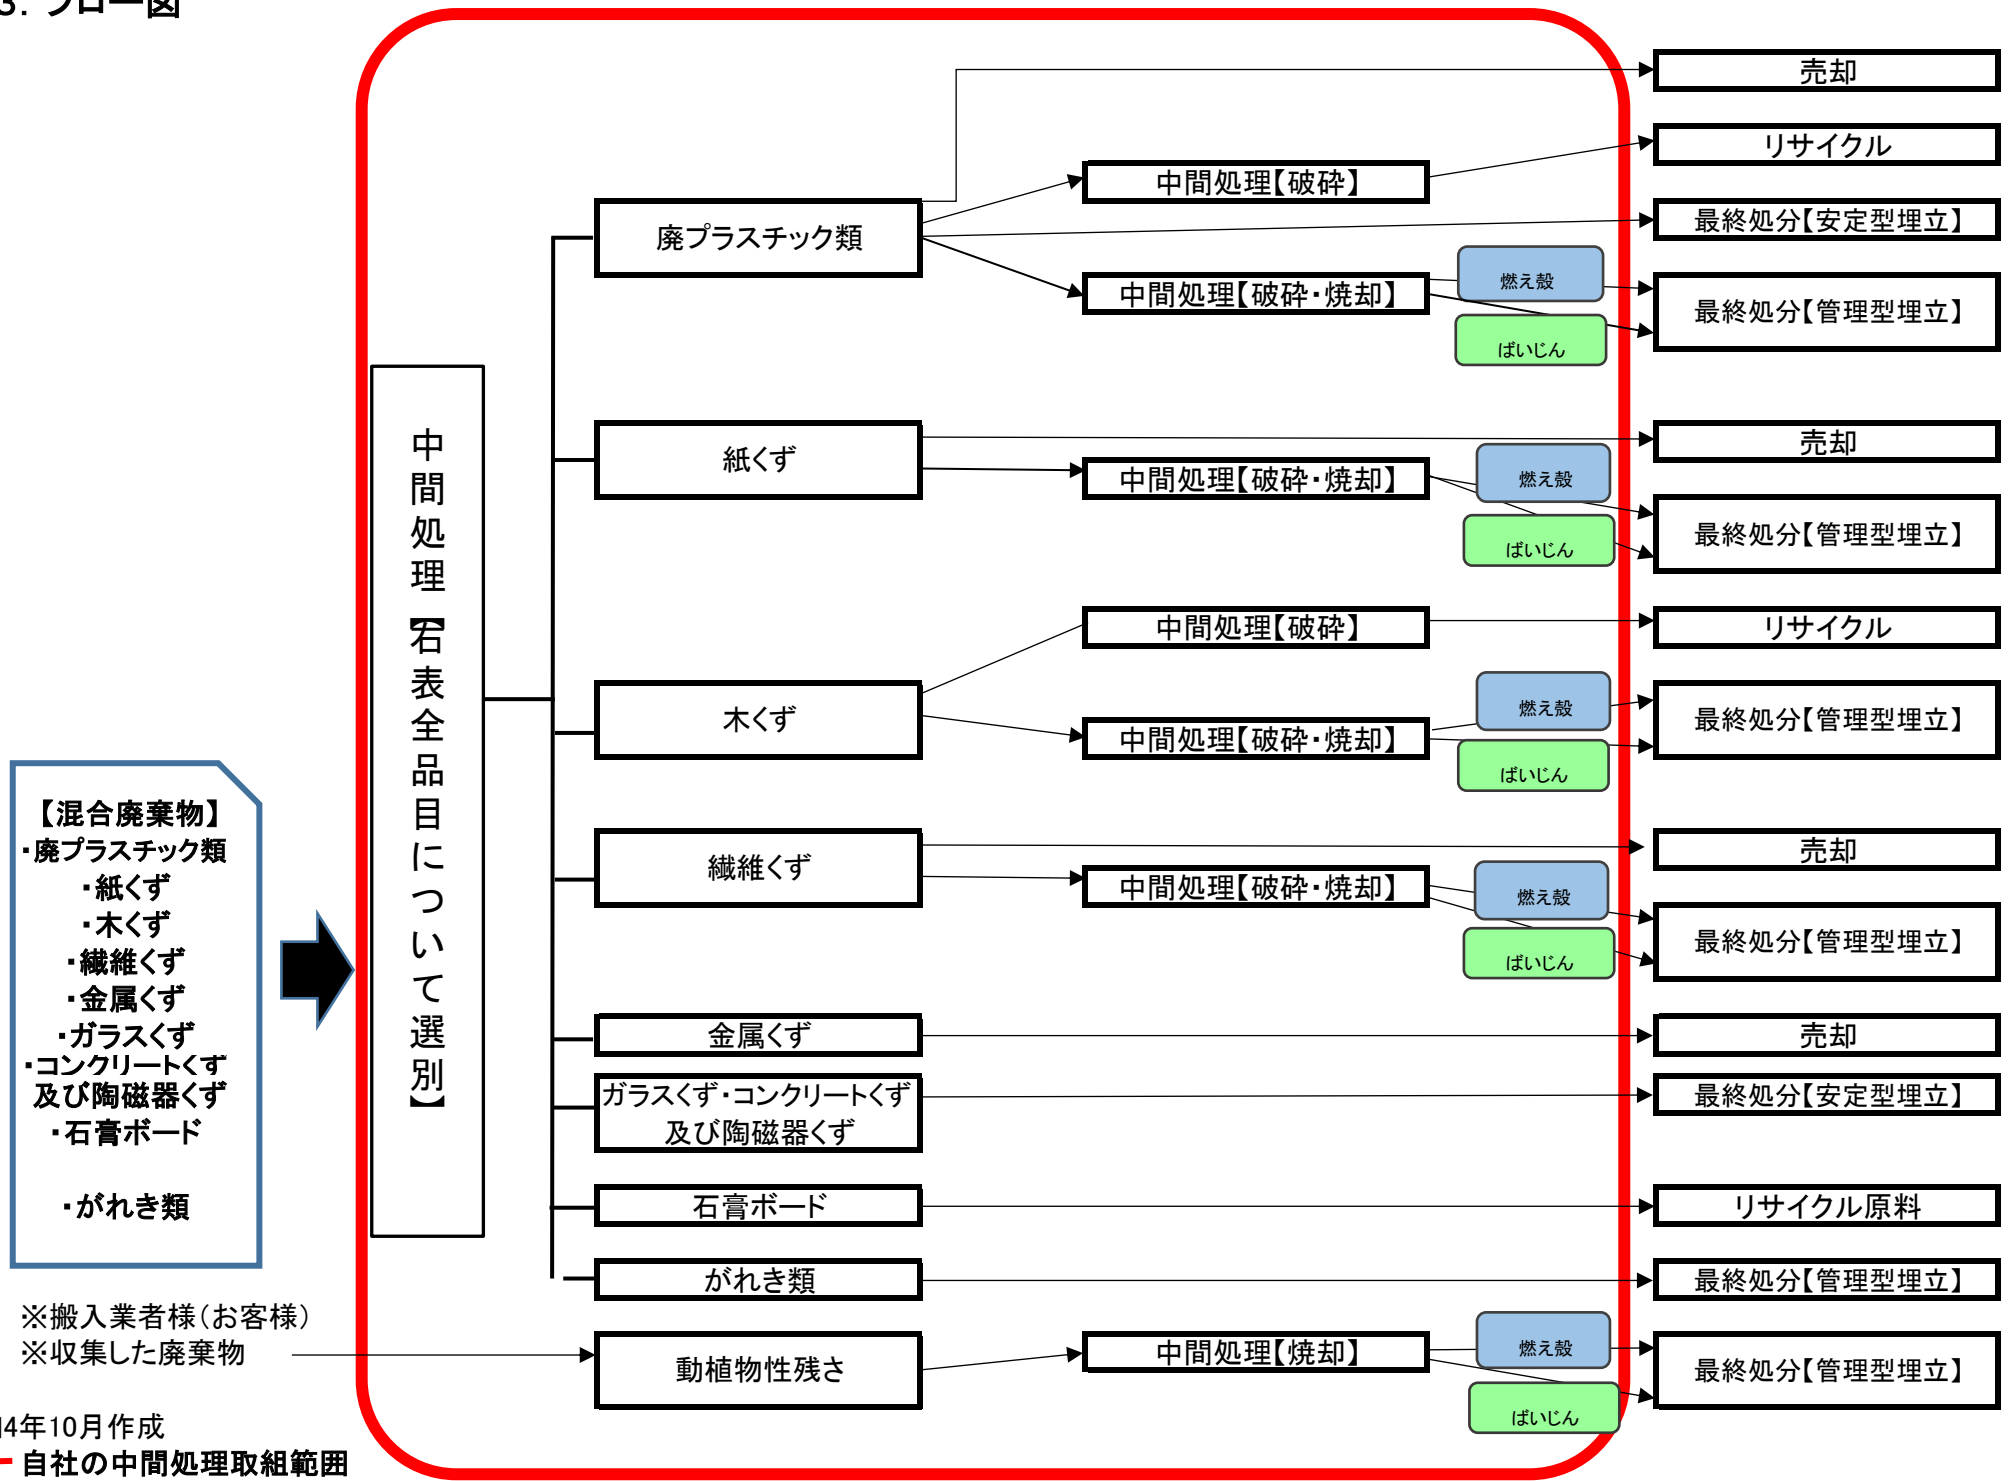 3. フロー図
売却
リサイクル
中間処理【破砕】
廃プラスチック類
最終処分【安定型埋立】
中間処理【破砕・焼却】
燃え殻
ばいじん
最終処分【管理型埋立】
中間処理【右表全品目について選別】
紙くず
売却
中間処理【破砕・焼却】
燃え殻
ばいじん
最終処分【管理型埋立】
中間処理【破砕】
リサイクル
木くず
中間処理【破砕・焼却】
燃え殻
ばいじん
最終処分【管理型埋立】
【混合廃棄物】
・廃プラスチック類
・紙くず
・木くず
・繊維くず
・金属くず
・ガラスくず
・コンクリートくず
及び陶磁器くず
・石膏ボード
・がれき類
繊維くず
売却
中間処理【破砕・焼却】
燃え殻
ばいじん
最終処分【管理型埋立】
金属くず
売却
ガラスくず・コンクリートくず
及び陶磁器くず
最終処分【安定型埋立】
石膏ボード
リサイクル原料
がれき類
最終処分【管理型埋立】
※搬入業者様(お客様)
※収集した廃棄物
動植物性残さ
中間処理【焼却】
燃え殻
ばいじん
最終処分【管理型埋立】
4年10月作成
自社の中間処理取組範囲